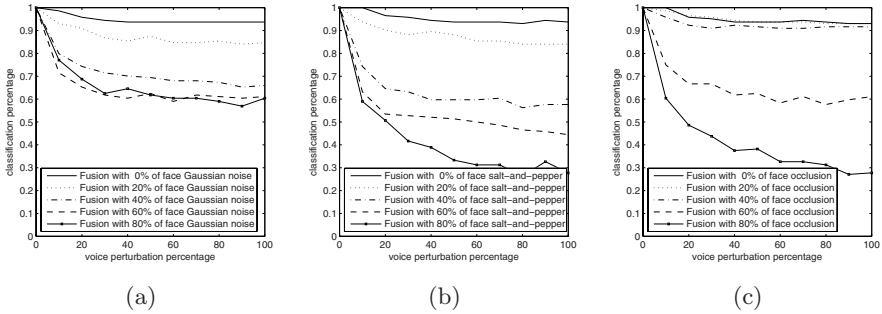 1
0.9
0.8
0.7
0.6
0.5
0.4
0.3
0.2
0.1
0
classification percentage
Fusion with 0% of face Gaussian noise
Fusion with 20% of face Gaussian noise
Fusion with 40% of face Gaussian noise
Fusion with 60% of face Gaussian noise
Fusion with 80% of face Gaussian noise
0 20 40 60 80 100
voice perturbation percentage
(a)
1
0.9
0.8
0.7
0.6
0.5
0.4
0.3
0.2
0.1
0
classification percentage
Fusion with 0% of face salt-and-pepper
Fusion with 20% of face salt-and-pepper
Fusion with 40% of face salt-and-pepper
Fusion with 60% of face salt-and-pepper
Fusion with 80% of face salt-and-pepper
0 20 40 60 80 100
voice perturbation percentage
(b)
1
0.9
0.8
0.7
0.6
0.5
0.4
0.3
0.2
0.1
0
classification percentage
Fusion with 0% of face occlusion
Fusion with 20% of face occlusion
Fusion with 40% of face occlusion
Fusion with 60% of face occlusion
Fusion with 80% of face occlusion
0 20 40 60 80 100
voice perturbation percentage
(c)